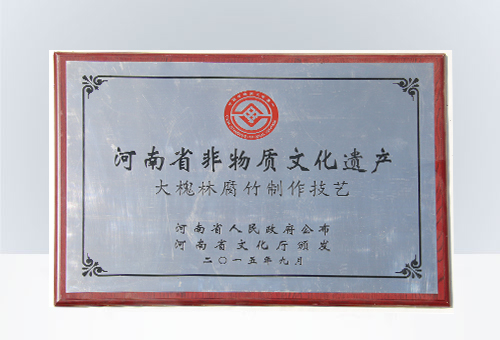 河南省非物质文化遗产
大槐林腐竹制作技艺
河南省人民政府公布
河南省文化厅颁发
二〇一五年九月